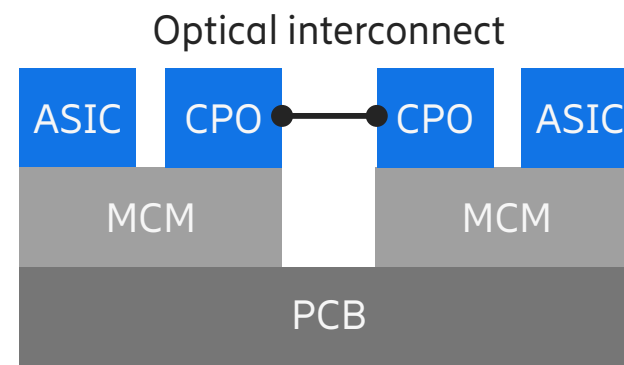 Optical interconnect
ASIC CPO CPO ASIC
MCM MCM
PCB